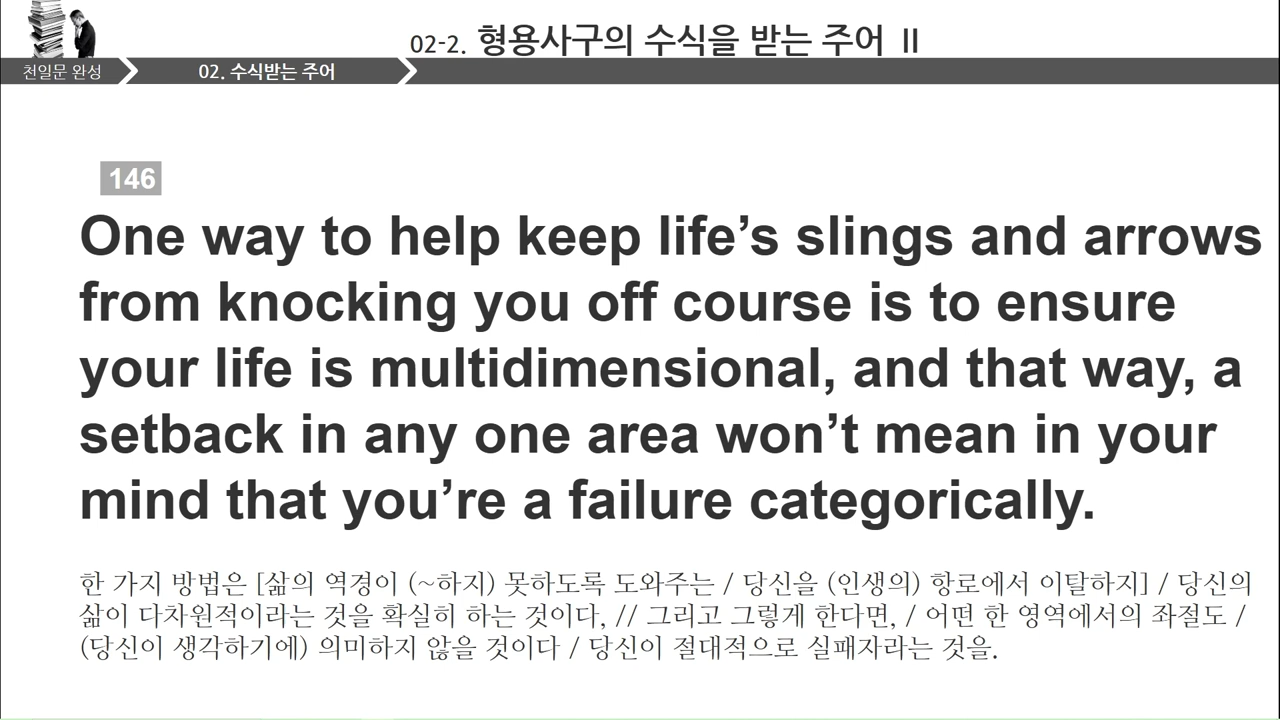 02-2. 형용사구의 수식을 받는 주어 Ⅱ
천일문 완성
02. 수식받는 주어
146
One way to help keep life’s slings and arrows
from knocking you off course is to ensure
your life is multidimensional, and that way, a
setback in any one area won’t mean in your
mind that you’re a failure categorically.
한 가지 방법은 [삶의 역경이 (~하지) 못하도록 도와주는 / 당신을 (인생의) 항로에서 이탈하지] / 당신의
삶이 다차원적이라는 것을 확실히 하는 것이다, // 그리고 그렇게 한다면, / 어떤 한 영역에서의 좌절도 /
(당신이 생각하기에) 의미하지 않을 것이다 / 당신이 절대적으로 실패자라는 것을.